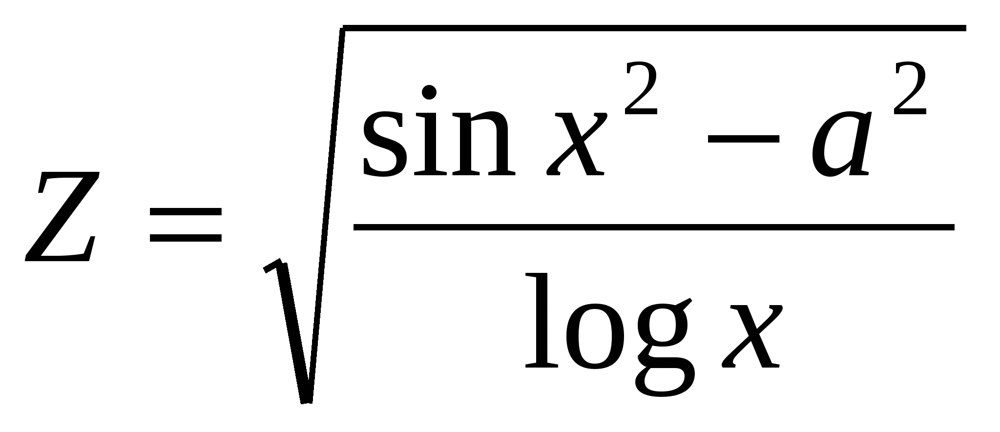 Z = √((sin x² − a²) / (log x))